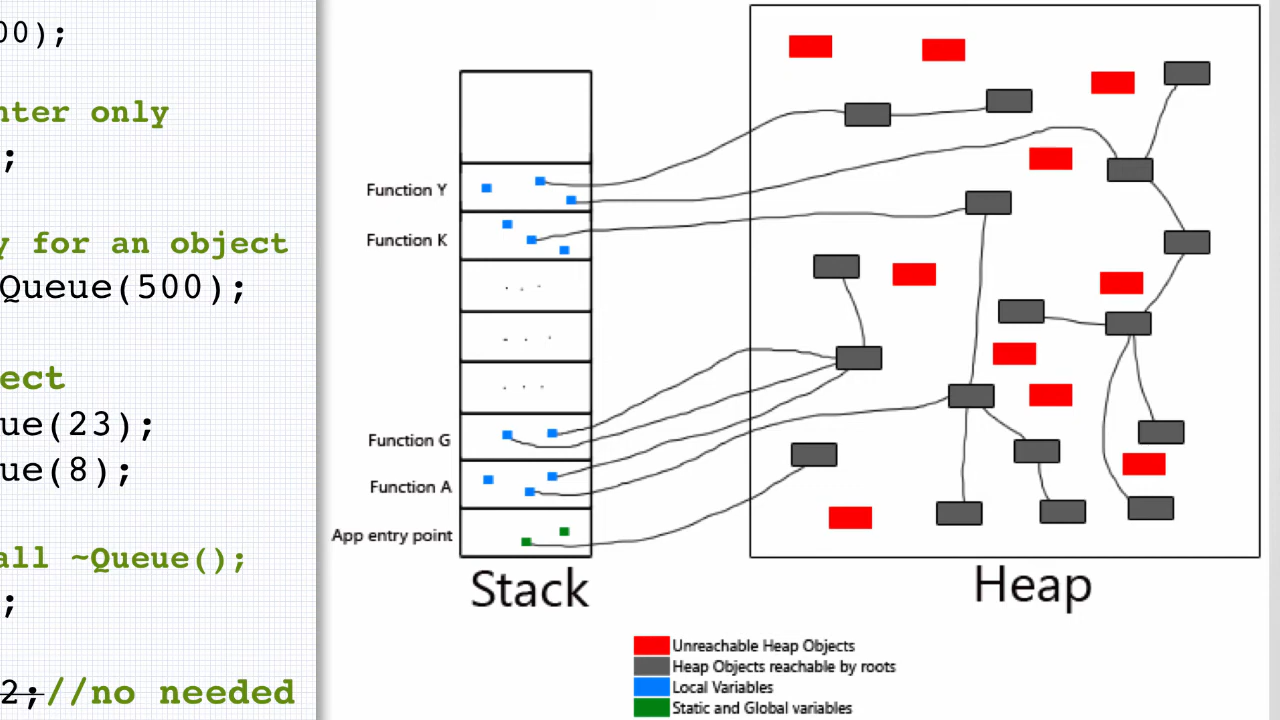 00);
nter only
;
y for an object
Queue(500);
ect
ue(23);
ue(8);
all ~Queue();
;
2;//no needed
Function Y
Function K
. . .
. . .
. . .
Function G
Function A
App entry point
Stack
Heap
Unreachable Heap Objects
Heap Objects reachable by roots
Local Variables
Static and Global variables